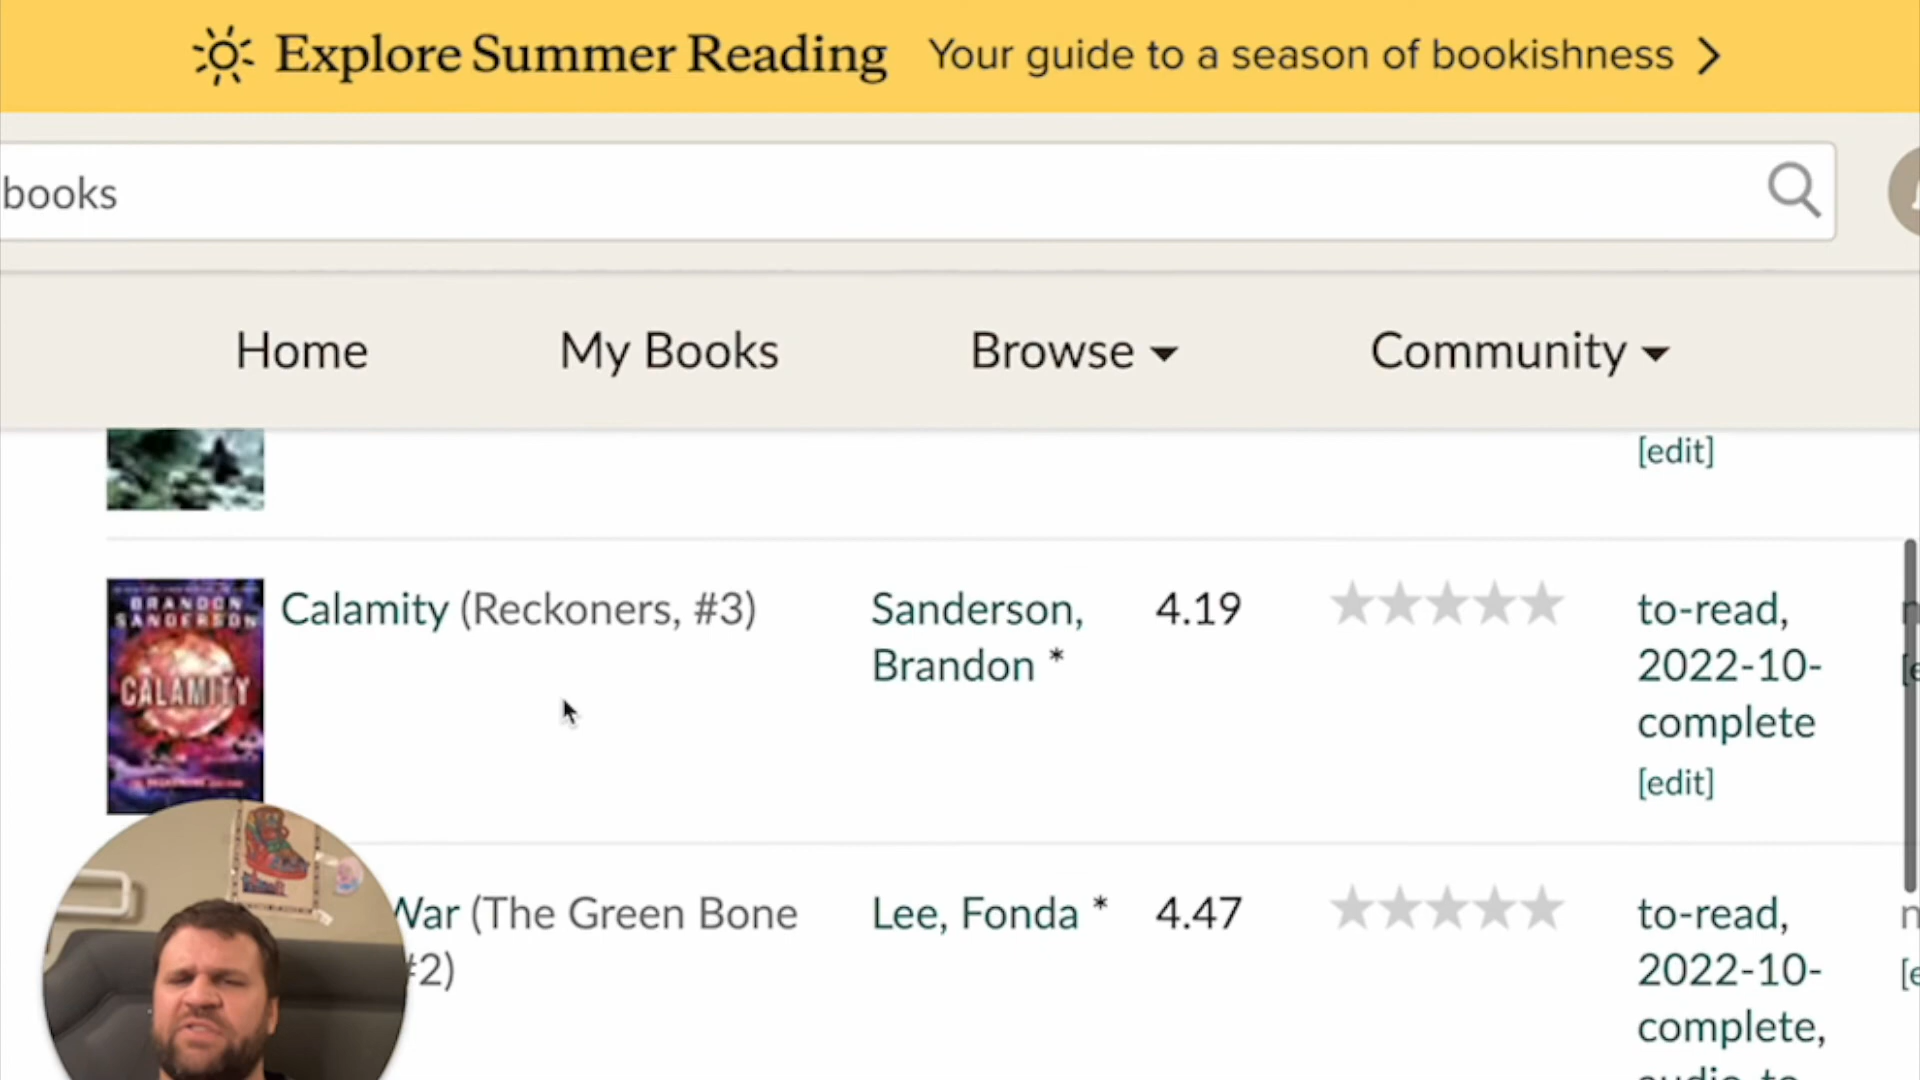 Explore Summer Reading Your guide to a season of bookishness
books
Home My Books Browse Community
[edit]
Calamity (Reckoners, #3) Sanderson, 4.19 to-read,
Brandon * 2022-10-
complete
[edit]
BRANDON
SANDERSON
CALAMITY
War (The Green Bone Lee, Fonda * 4.47 to-read,
#2) 2022-10-
complete,